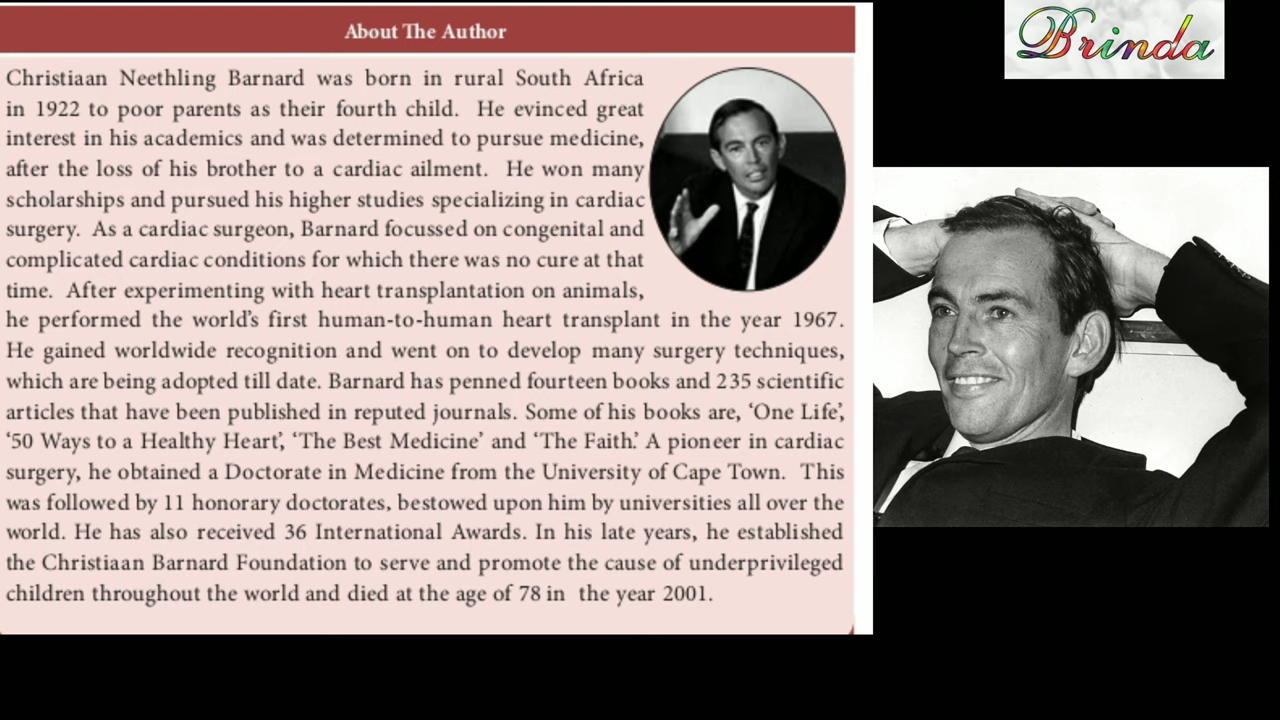 About The Author
Brinda
Christiaan Neethling Barnard was born in rural South Africa
in 1922 to poor parents as their fourth child. He evinced great
interest in his academics and was determined to pursue medicine,
after the loss of his brother to a cardiac ailment. He won many
scholarships and pursued his higher studies specializing in cardiac
surgery. As a cardiac surgeon, Barnard focussed on congenital and
complicated cardiac conditions for which there was no cure at that
time. After experimenting with heart transplantation on animals,
he performed the world’s first human-to-human heart transplant in the year 1967.
He gained worldwide recognition and went on to develop many surgery techniques,
which are being adopted till date. Barnard has penned fourteen books and 235 scientific
articles that have been published in reputed journals. Some of his books are, ‘One Life’,
‘50 Ways to a Healthy Heart’, ‘The Best Medicine’ and ‘The Faith.’ A pioneer in cardiac
surgery, he obtained a Doctorate in Medicine from the University of Cape Town. This
was followed by 11 honorary doctorates, bestowed upon him by universities all over the
world. He has also received 36 International Awards. In his late years, he established
the Christiaan Barnard Foundation to serve and promote the cause of underprivileged
children throughout the world and died at the age of 78 in the year 2001.